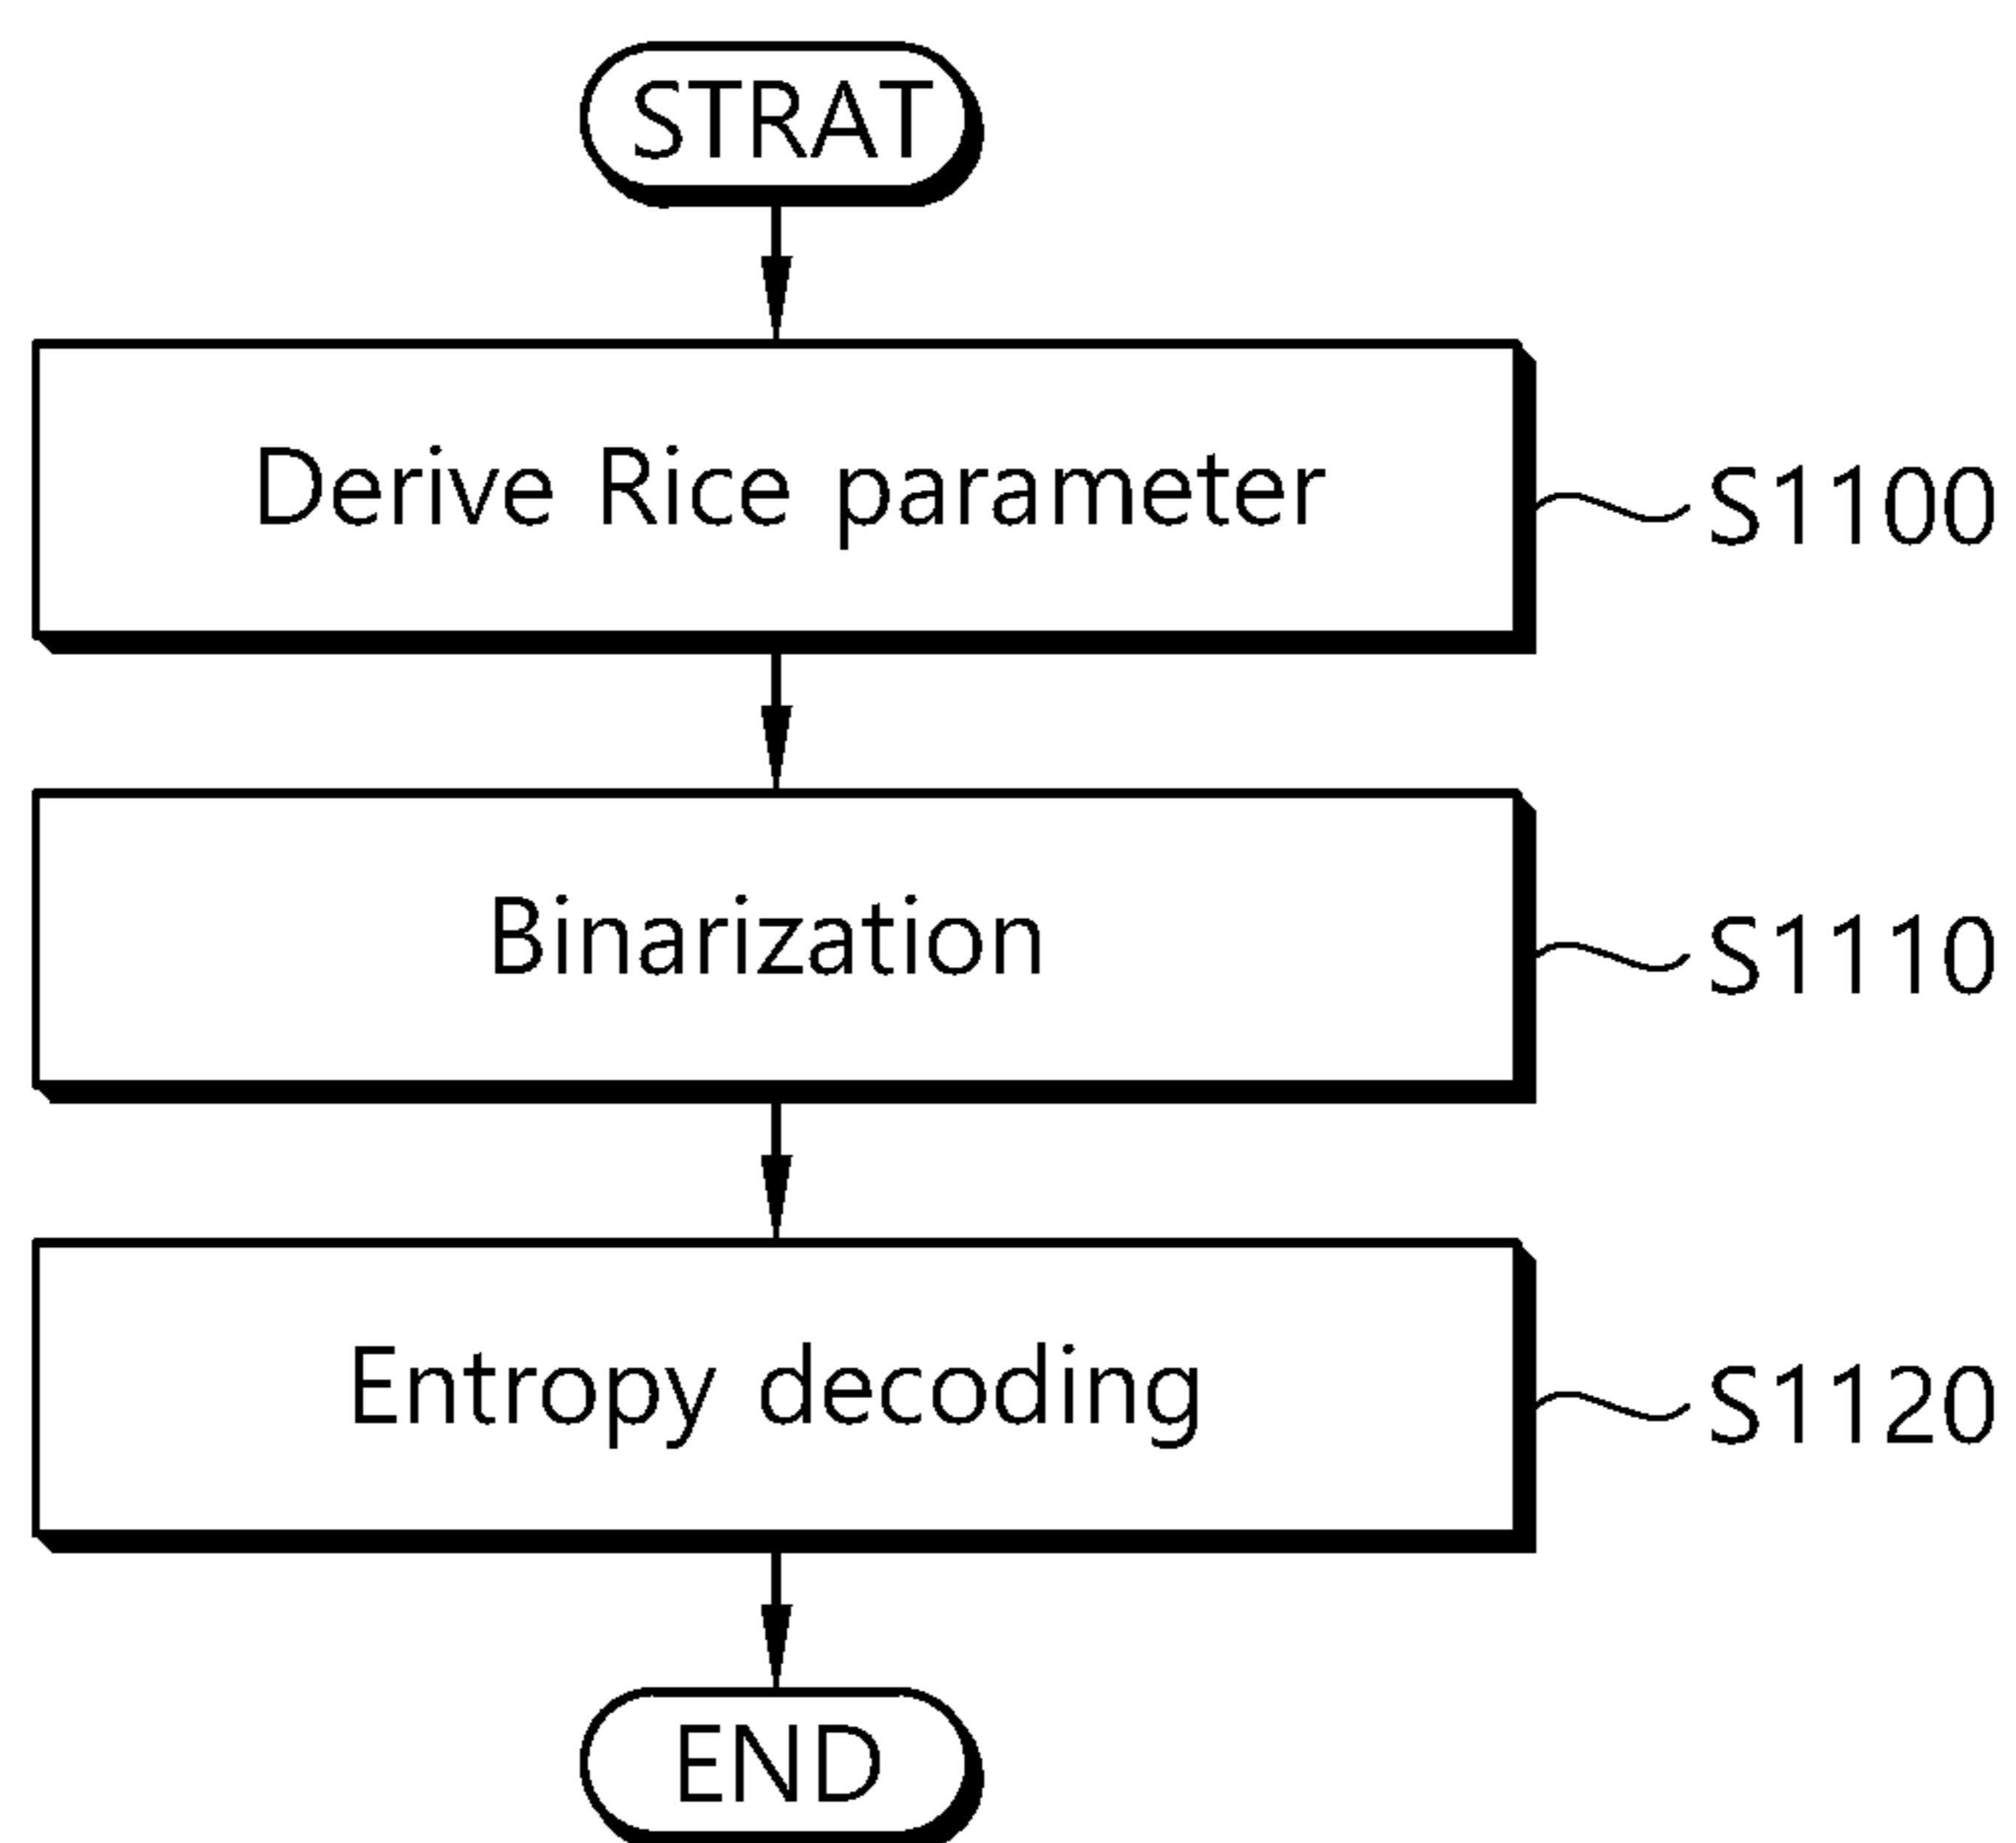 STRAT
Derive Rice parameter
S1100
Binarization
S1110
Entropy decoding
S1120
END